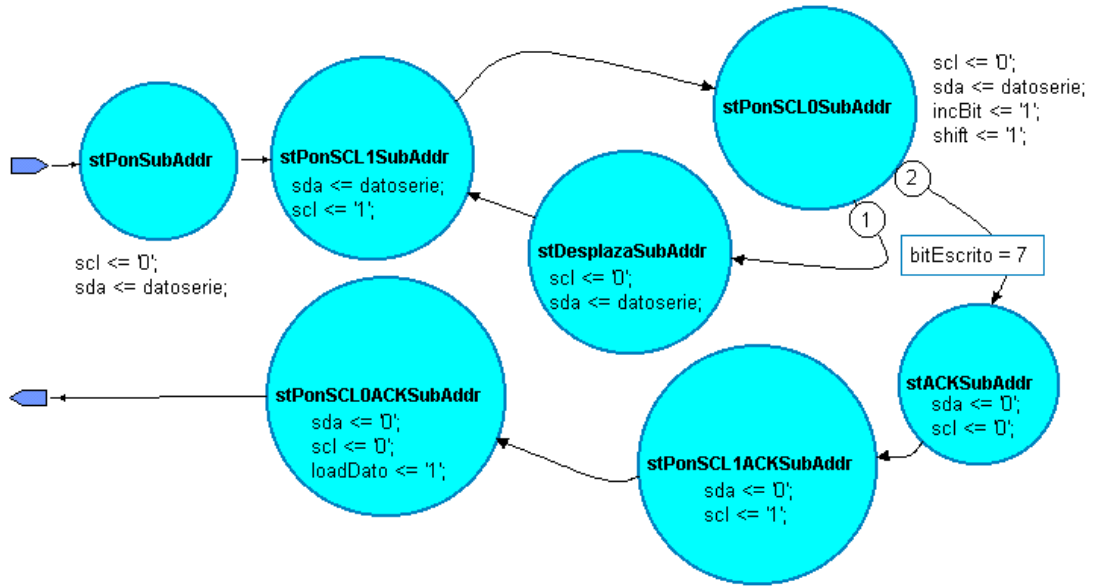 stPonSubAddr
scl <= '0';
sda <= datoserie;
stPonSCL1SubAddr
sda <= datoserie;
scl <= '1';
stPonSCL0SubAddr
scl <= '0';
sda <= datoserie;
incBit <= '1';
shift <= '1';
1
2
bitEscrito = 7
stDesplazaSubAddr
scl <= '0';
sda <= datoserie;
stACKSubAddr
sda <= '0';
scl <= '0';
stPonSCL1ACKSubAddr
sda <= '0';
scl <= '1';
stPonSCL0ACKSubAddr
sda <= '0';
scl <= '0';
loadDato <= '1';